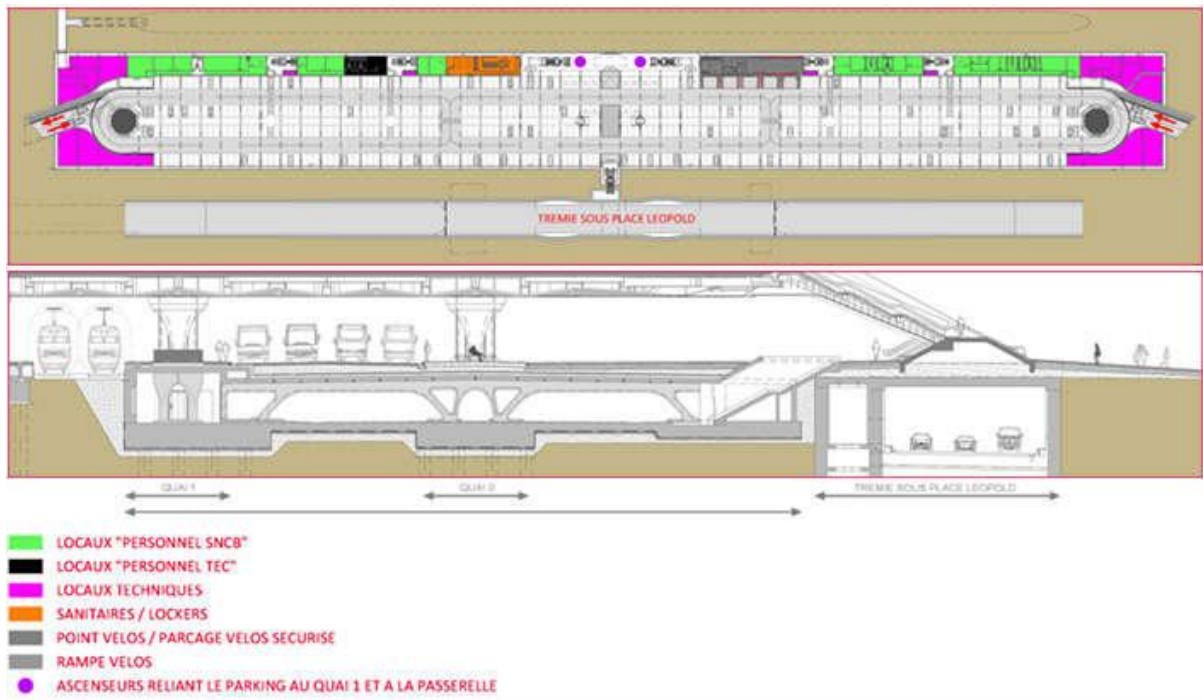 TREMIE SOUS PLACE LEOPOLD
QUAI 1
QUAI 0
TREMIE SOUS PLACE LEOPOLD
LOCAUX "PERSONNEL SNCB"
LOCAUX "PERSONNEL TEC"
LOCAUX TECHNIQUES
SANITAIRES / LOCKERS
POINT VELOS / PARCAGE VELOS SECURISE
RAMPE VELOS
ASCENSEURS RELIANT LE PARKING AU QUAI 1 ET A LA PASSERELLE